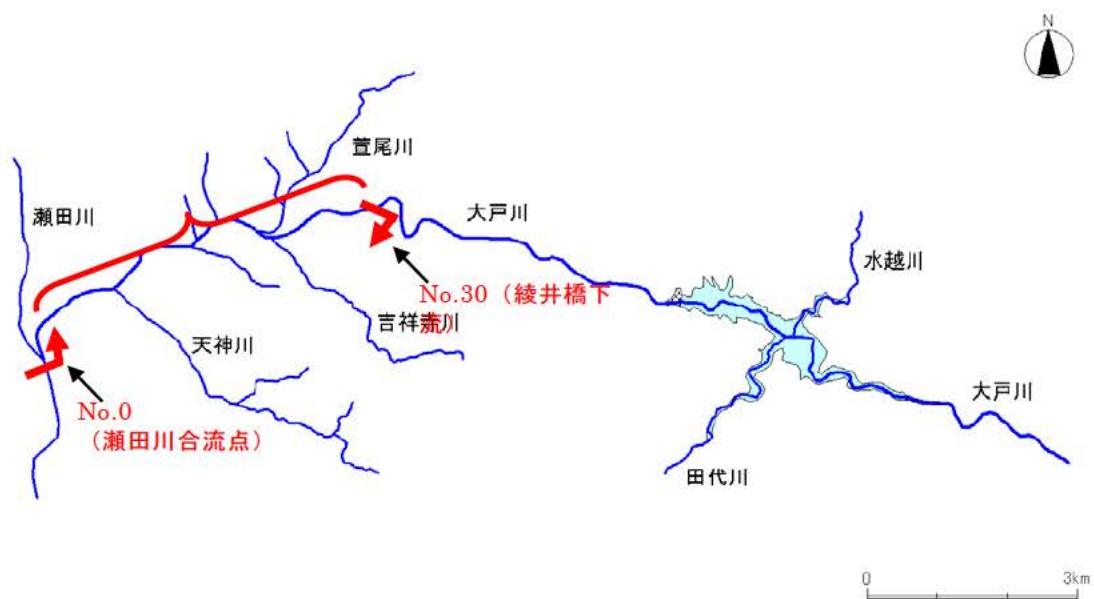 N
萱尾川
瀬田川
大戸川
水越川
No.30（綾井橋下
流）
吉祥寺川
天神川
大戸川
No.0
（瀬田川合流点）
田代川
0
3km